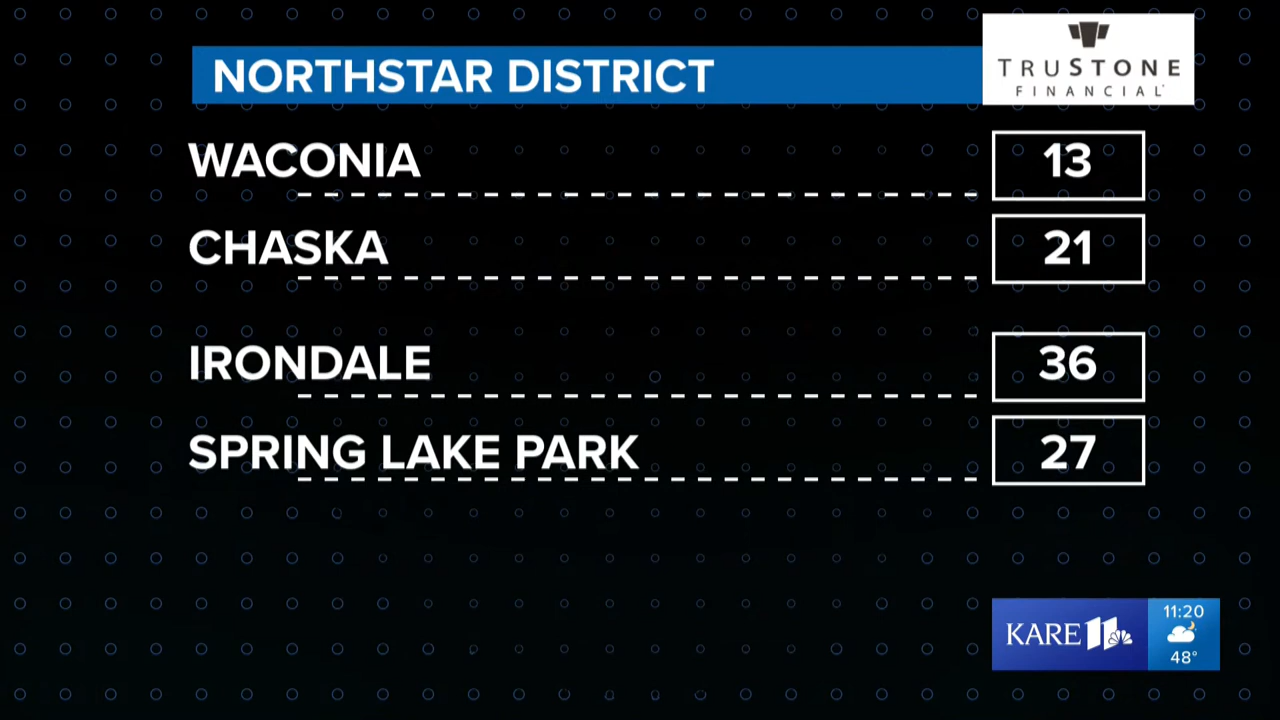 NORTHSTAR DISTRICT
TRUSTONE
FINANCIAL
WACONIA 13
CHASKA 21
IRONDALE 36
SPRING LAKE PARK 27
KARE 11
11:20
48°